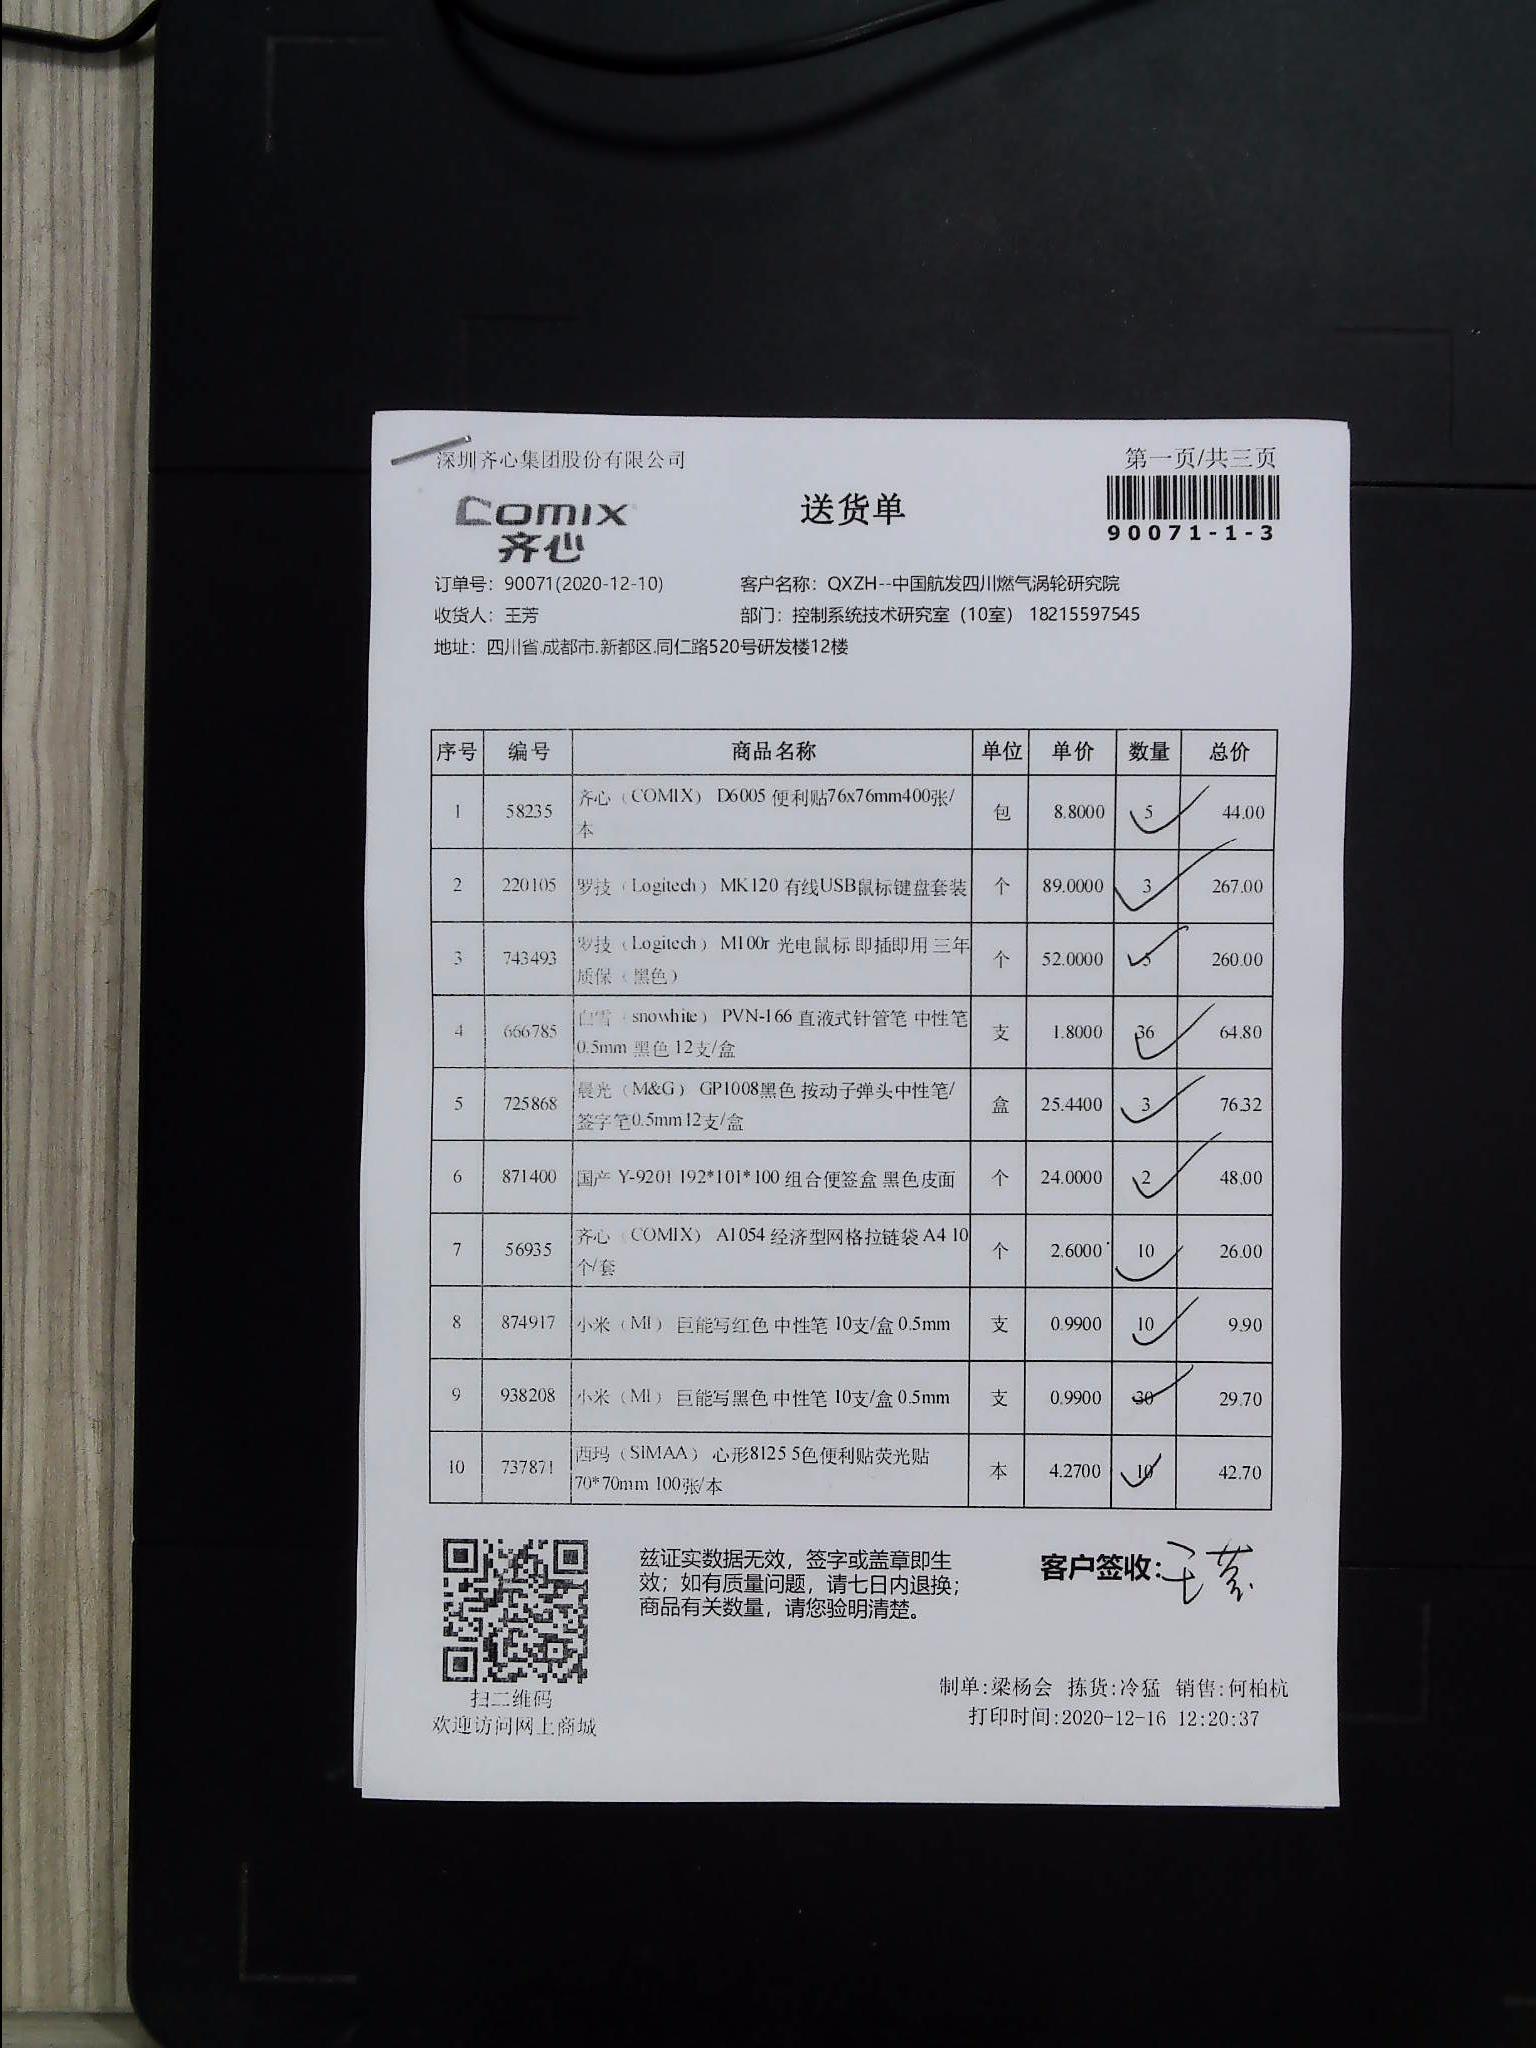 深圳齐心集团股份有限公司
第一页/共三页
Comix
齐心
送货单
90071-1-3
订单号：90071(2020-12-10) 客户名称：QXZH--中国航发四川燃气涡轮研究院
收货人：王芳 部门：控制系统技术研究室（10室） 18215597545
地址：四川省.成都市.新都区.同仁路520号研发楼12楼
序号 编号 商品名称 单位 单价 数量 总价
1 58235 齐心（COMIX） D6005 便利贴76x76mm400张/
本 包 8.8000 5 44.00
2 220105 罗技（Logitech） MK120 有线USB鼠标键盘套装 个 89.0000 3 267.00
3 743493 罗技（Logitech） M100r 光电鼠标 即插即用 三年
质保（黑色） 个 52.0000 5 260.00
4 666785 白雪（snowhite） PVN-166 直液式针管笔 中性笔
0.5mm 黑色 12支/盒 支 1.8000 36 64.80
5 725868 晨光（M&G） GP1008黑色 按动子弹头中性笔/
签字笔0.5mm12支/盒 盒 25.4400 3 76.32
6 871400 国产 Y-9201 192*101*100 组合便签盒 黑色皮面 个 24.0000 2 48.00
7 56935 齐心（COMIX） A1054 经济型网格拉链袋 A4 10
个/套 个 2.6000 10 26.00
8 874917 小米（MI） 巨能写红色 中性笔 10支/盒 0.5mm 支 0.9900 10 9.90
9 938208 小米（MI） 巨能写黑色 中性笔 10支/盒 0.5mm 支 0.9900 30 29.70
10 737871 西玛（SIMAA） 心形8125 5色便利贴荧光贴
70*70mm 100张/本 本 4.2700 10 42.70
兹证实数据无效，签字或盖章即生
效；如有质量问题，请七日内退换；
商品有关数量，请您验明清楚。
客户签收：王芳
扫二维码
欢迎访问网上商城
制单:梁杨会 拣货:冷猛 销售:何柏杭
打印时间:2020-12-16 12:20:37